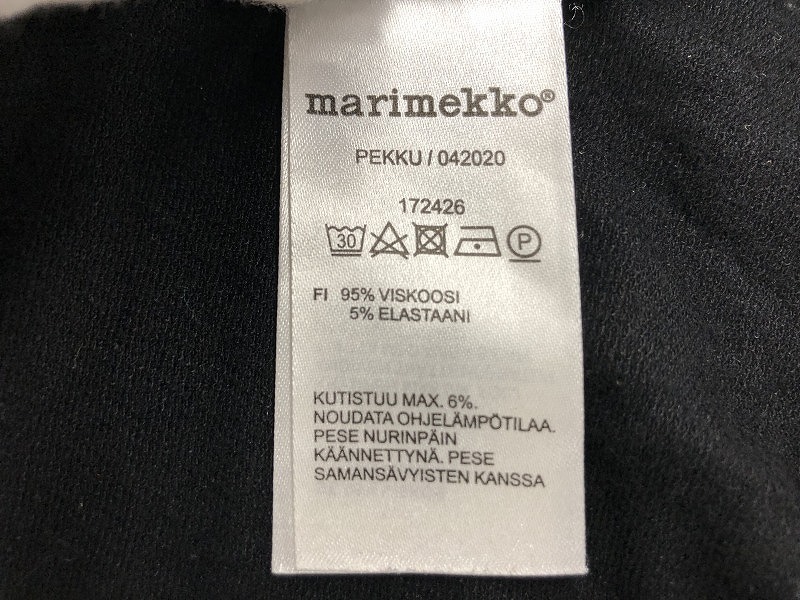 marimekko®
PEKKU / 042020
172426
30 P
FI 95% VISKOOSI
5% ELASTAANI
KUTISTUU MAX. 6%.
NOUDATA OHJELÄMPÖTILAA.
PESE NURINPÄIN
KÄÄNNETTYNÄ. PESE
SAMANSÄVYISTEN KANSSA